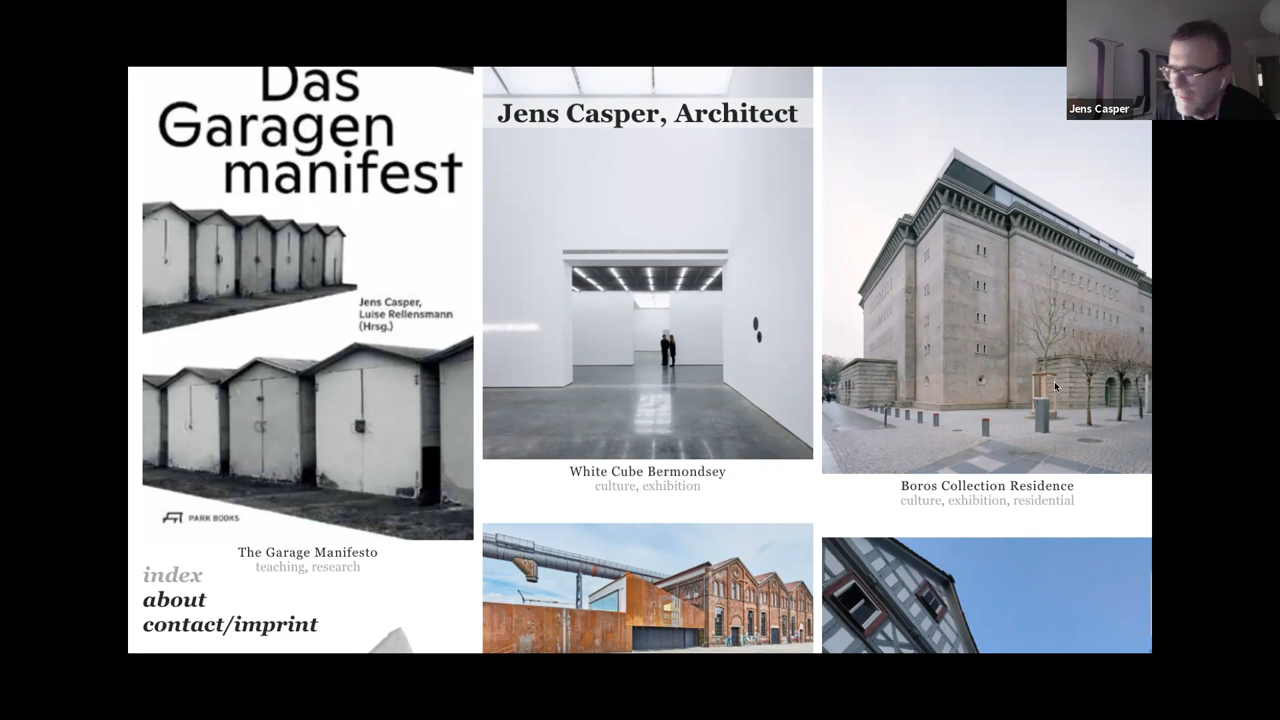 Das
Garagen
manifest
Jens Casper,
Luise Rellensmann
(Hrsg.)
PARK BOOKS
The Garage Manifesto
teaching, research
index
about
contact/imprint
Jens Casper, Architect
White Cube Bermondsey
culture, exhibition
Boros Collection Residence
culture, exhibition, residential
Jens Casper